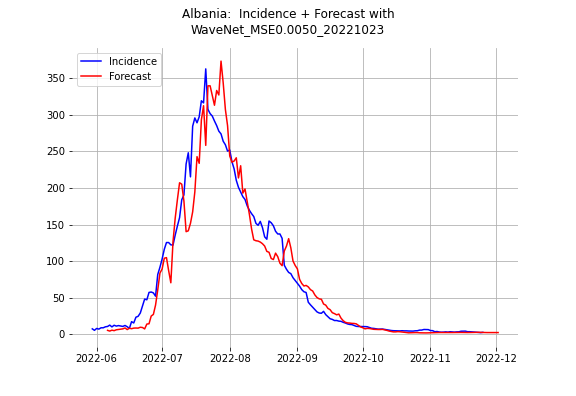 Albania:  Incidence + Forecast with
WaveNet_MSE0.0050_20221023
Incidence
Forecast
350
300
250
200
150
100
50
0
2022-06 2022-07 2022-08 2022-09 2022-10 2022-11 2022-12